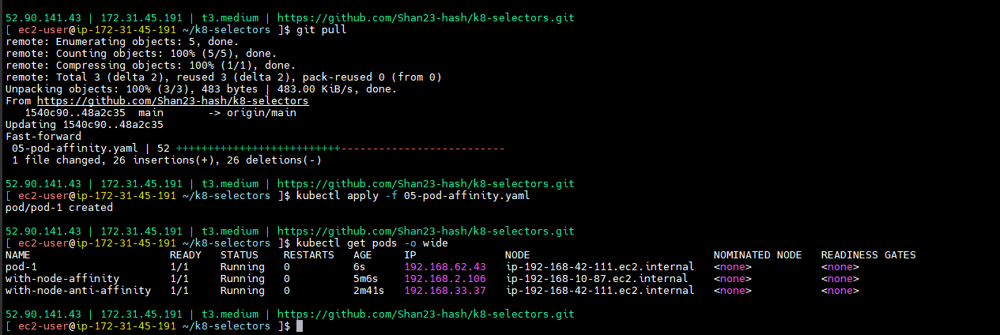 52.90.141.43 | 172.31.45.191 | t3.medium | https://github.com/Shan23-hash/k8-selectors.git
[ ec2-user@ip-172-31-45-191 ~/k8-selectors ]$ git pull
remote: Enumerating objects: 5, done.
remote: Counting objects: 100% (5/5), done.
remote: Compressing objects: 100% (1/1), done.
remote: Total 3 (delta 2), reused 3 (delta 2), pack-reused 0 (from 0)
Unpacking objects: 100% (3/3), 483 bytes | 483.00 KiB/s, done.
From https://github.com/Shan23-hash/k8-selectors
   1540c90..48a2c35  main       -> origin/main
Updating 1540c90..48a2c35
Fast-forward
 05-pod-affinity.yaml | 52 ++++++++++++++++++++++++++--------------------------
 1 file changed, 26 insertions(+), 26 deletions(-)
52.90.141.43 | 172.31.45.191 | t3.medium | https://github.com/Shan23-hash/k8-selectors.git
[ ec2-user@ip-172-31-45-191 ~/k8-selectors ]$ kubectl apply -f 05-pod-affinity.yaml
pod/pod-1 created
52.90.141.43 | 172.31.45.191 | t3.medium | https://github.com/Shan23-hash/k8-selectors.git
[ ec2-user@ip-172-31-45-191 ~/k8-selectors ]$ kubectl get pods -o wide
NAME                      READY   STATUS    RESTARTS   AGE     IP              NODE                             NOMINATED NODE   READINESS GATES
pod-1                     1/1     Running   0          6s      192.168.62.43   ip-192-168-42-111.ec2.internal   <none>           <none>
with-node-affinity        1/1     Running   0          5m6s    192.168.2.106   ip-192-168-10-87.ec2.internal    <none>           <none>
with-node-anti-affinity   1/1     Running   0          2m41s   192.168.33.37   ip-192-168-42-111.ec2.internal   <none>           <none>
52.90.141.43 | 172.31.45.191 | t3.medium | https://github.com/Shan23-hash/k8-selectors.git
[ ec2-user@ip-172-31-45-191 ~/k8-selectors ]$